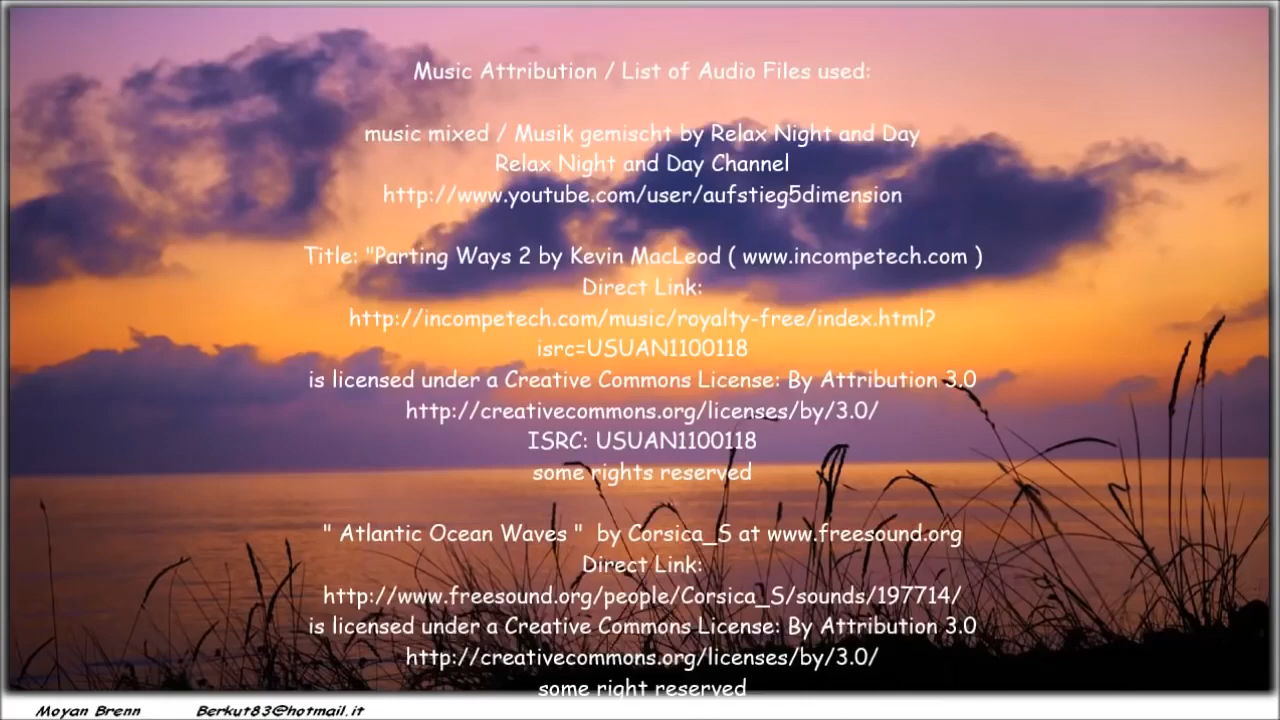 Music Attribution / List of Audio Files used:
music mixed / Musik gemischt by Relax Night and Day
Relax Night and Day Channel
http://www.youtube.com/user/aufstieg5dimension
Title: "Parting Ways 2 by Kevin MacLeod ( www.incompetech.com )
Direct Link:
http://incompetech.com/music/royalty-free/index.html?
isrc=USUAN1100118
is licensed under a Creative Commons License: By Attribution 3.0
http://creativecommons.org/licenses/by/3.0/
ISRC: USUAN1100118
some rights reserved
" Atlantic Ocean Waves "  by Corsica_S at www.freesound.org
Direct Link:
http://www.freesound.org/people/Corsica_S/sounds/197714/
is licensed under a Creative Commons License: By Attribution 3.0
http://creativecommons.org/licenses/by/3.0/
some right reserved
Moyan Brenn Berkut83@hotmail.it